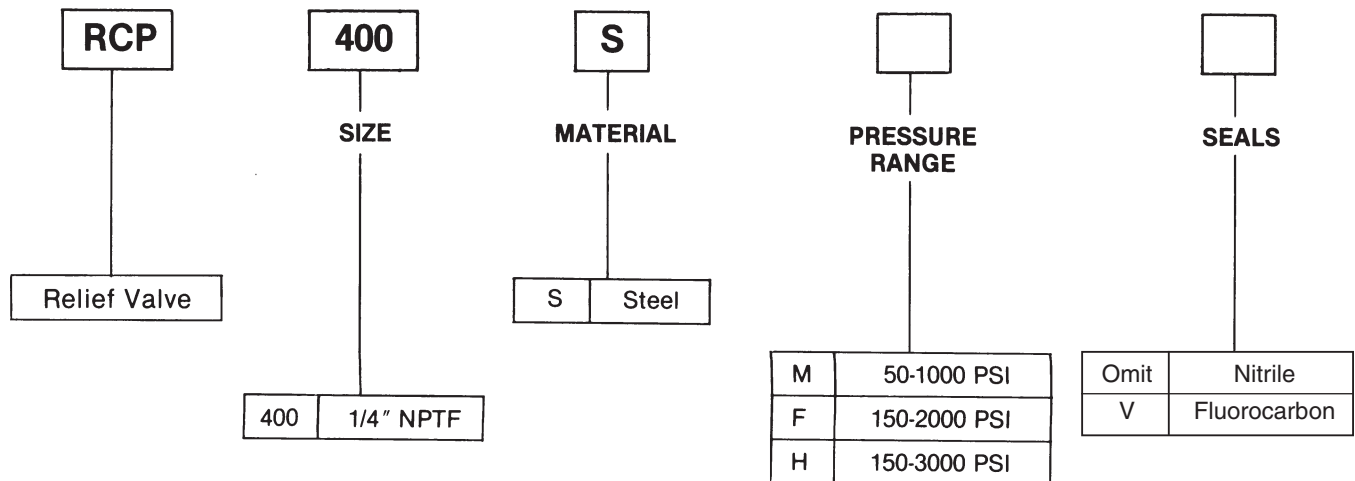 RCP 400 S
SIZE MATERIAL PRESSURE RANGE SEALS
Relief Valve
S Steel
400 1/4" NPTF
M 50-1000 PSI
F 150-2000 PSI
H 150-3000 PSI
Omit Nitrile
V Fluorocarbon